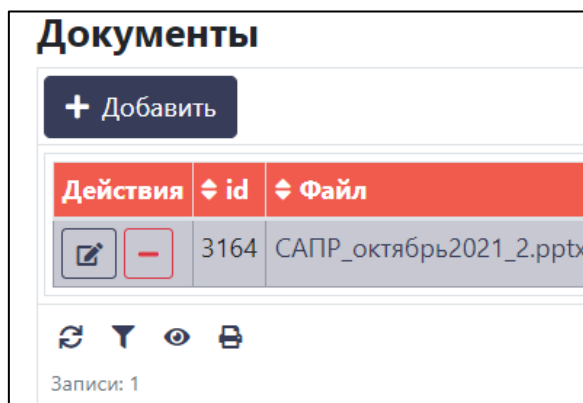 Документы
Добавить
Действия id Файл
3164 САПР_октябрь2021_2.pptx
Записи: 1